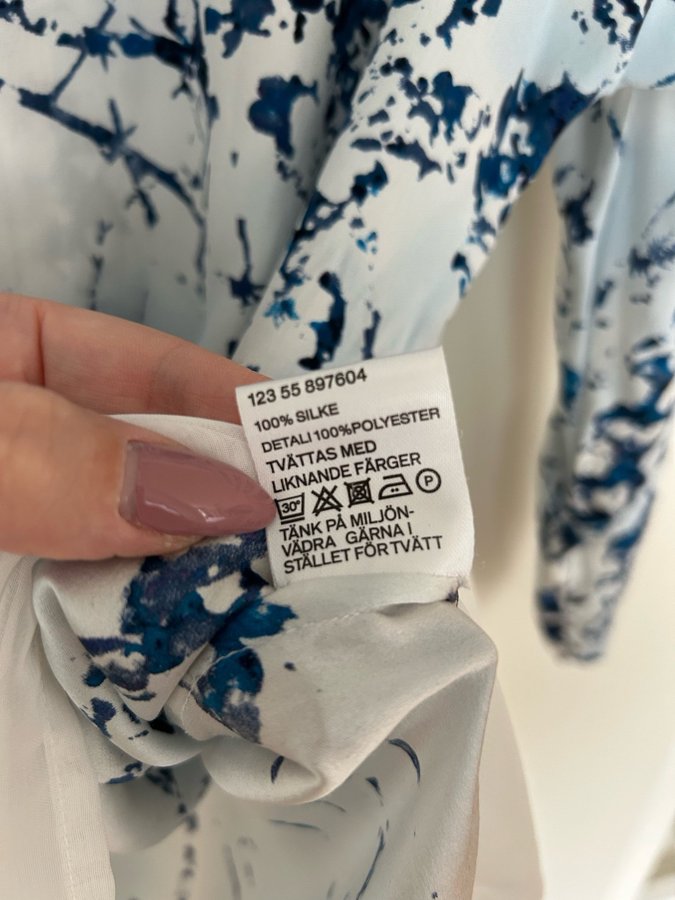 123 55 897604
100% SILKE
DETALI 100%POLYESTER
TVÄTTAS MED
LIKNANDE FÄRGER
30° P
TÄNK PÅ MILJÖN-
VÄDRA GÄRNA I
STÄLLET FÖR TVÄTT